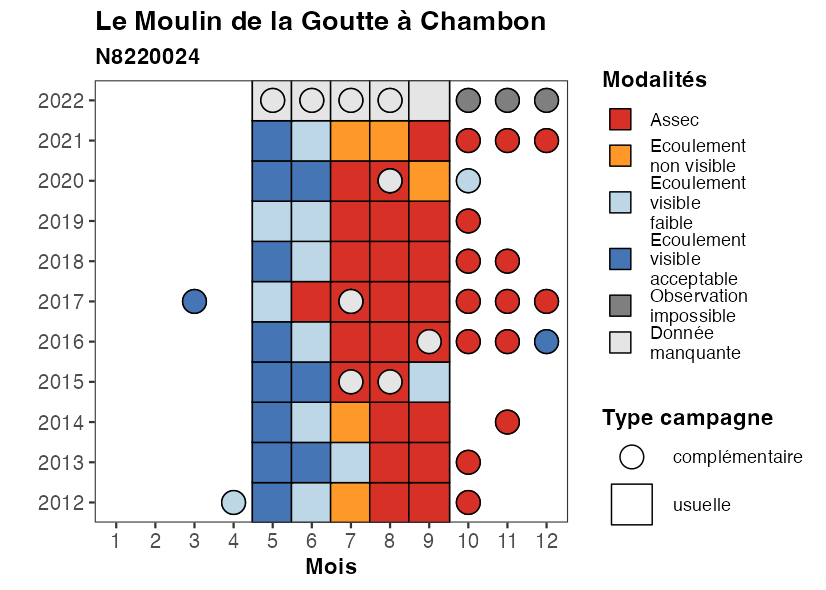 Le Moulin de la Goutte à Chambon
N8220024
2022
2021
2020
2019
2018
2017
2016
2015
2014
2013
2012
1 2 3 4 5 6 7 8 9 10 11 12
Mois
Modalités
Assec
Ecoulement
non visible
Ecoulement
visible
faible
Ecoulement
visible
acceptable
Observation
impossible
Donnée
manquante
Type campagne
complémentaire
usuelle